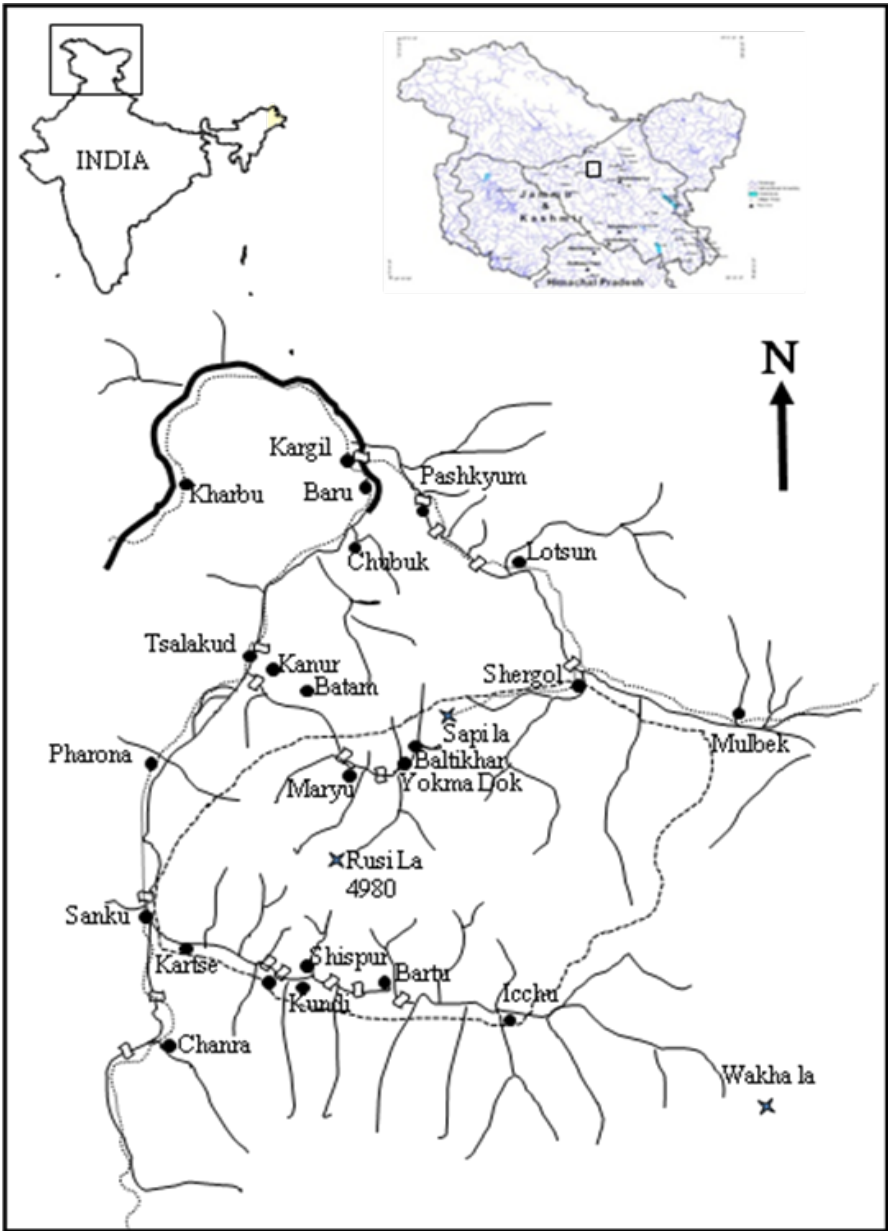 INDIA
Jammu
&
Kashmir
Himachal Pradesh
N
Kargil
Pashkyum
Kharbu
Baru
Chubuk
Lotsun
Tsalakud
Kanur
Batam
Shergol
Sapi la
Mulbek
Pharona
Baltikhar
Maryu
Yokma Dok
Rusi La
4980
Sanku
Kartse
Shispur
Bartu
Kundi
Icchu
Chanra
Wakha la